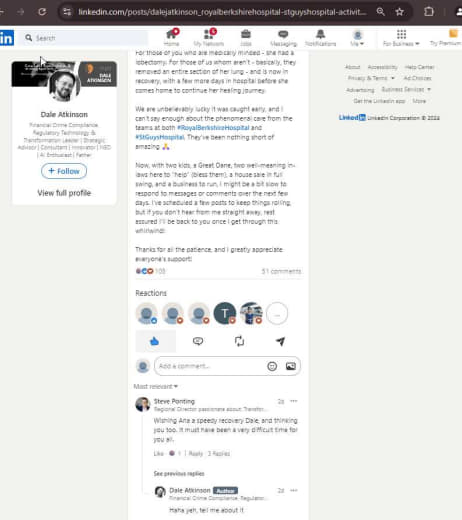 linkedin.com/posts/dalejatkinson_royalberkshirehospital-stguyshospital-activit...
in
Search
Home
My Network
Jobs
Messaging
Notifications
Me
For Business
Try Premium
DALE
ATKINSON
Dale Atkinson
Financial Crime Compliance,
Regulatory Technology &
Transformation Leader | Strategic
Advisor | Consultant | Innovator | NED
| AI Enthusiast | Father
+ Follow
View full profile
For those of you who are medically minded - she had a
lobectomy. For those of us whom aren't - basically, they
removed an entire section of her lung - and is now in
recovery, with a few more days in hospital before she
comes home to continue her healing journey.
We are unbelievably lucky it was caught early, and I
can't say enough about the phenomenal care from the
teams at both #RoyalBerkshireHospital and
#StGuysHospital. They've been nothing short of
amazing 🙏
Now, with two kids, a Great Dane, two well-meaning in-
laws here to "help" (bless them), a house sale in full
swing, and a business to run, I might be a bit slow to
respond to messages or comments over the next few
days. I've scheduled a few posts to keep things rolling,
but if you don't hear from me straight away, rest
assured I'll be back to you once I get through this
whirlwind!
Thanks for all the patience, and I greatly appreciate
everyone's support!
103
51 comments
Reactions
T
...
Add a comment...
Most relevant
Steve Ponting
2d
Regional Director passionate about Transfor...
Wishing Ana a speedy recovery Dale, and thinking
you too. It must have been a very difficult time for
you all.
Like 1 | Reply 3 Replies
See previous replies
Dale Atkinson Author
2d
Financial Crime Compliance, Regulator...
Haha yeh, tell me about it
About Accessibility Help Center
Privacy & Terms Ad Choices
Advertising Business Services
Get the LinkedIn app More
LinkedIn LinkedIn Corporation © 2024